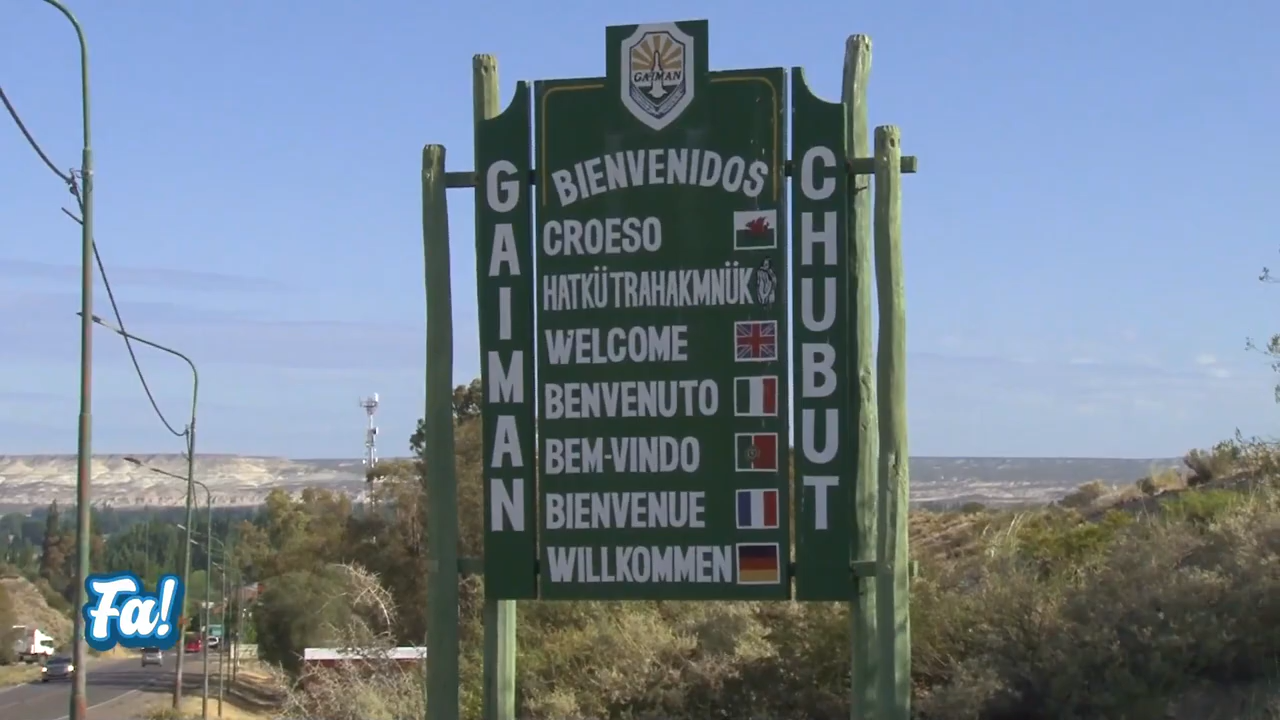 GAIMAN
BIENVENIDOS
CROESO
HATKÜTRAHAKMNÜK
WELCOME
BENVENUTO
BEM-VINDO
BIENVENUE
WILLKOMMEN
GAIMAN
CHUBUT
Fa!